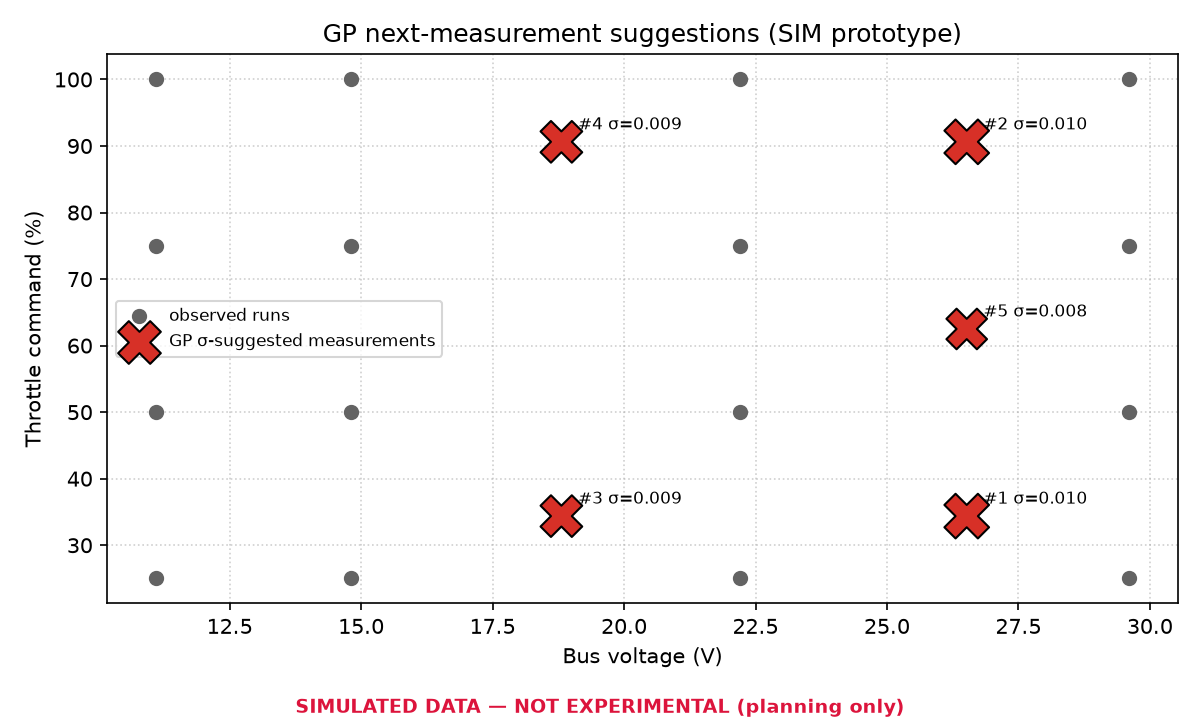 GP next-measurement suggestions (SIM prototype)
100
90
80
70
60
50
40
30
Throttle command (%)
#4 σ=0.009
#2 σ=0.010
#5 σ=0.008
#3 σ=0.009
#1 σ=0.010
observed runs
GP σ-suggested measurements
12.5 15.0 17.5 20.0 22.5 25.0 27.5 30.0
Bus voltage (V)
SIMULATED DATA — NOT EXPERIMENTAL (planning only)